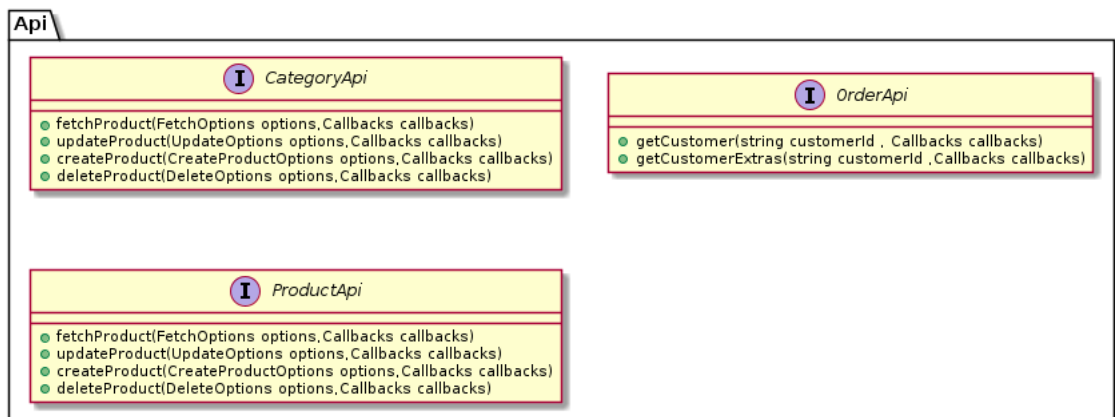 Api
I CategoryApi
fetchProduct(FetchOptions options,Callbacks callbacks)
updateProduct(UpdateOptions options,Callbacks callbacks)
createProduct(CreateProductOptions options,Callbacks callbacks)
deleteProduct(DeleteOptions options,Callbacks callbacks)
I OrderApi
getCustomer(string customerId , Callbacks callbacks)
getCustomerExtras(string customerId ,Callbacks callbacks)
I ProductApi
fetchProduct(FetchOptions options,Callbacks callbacks)
updateProduct(UpdateOptions options,Callbacks callbacks)
createProduct(CreateProductOptions options,Callbacks callbacks)
deleteProduct(DeleteOptions options,Callbacks callbacks)